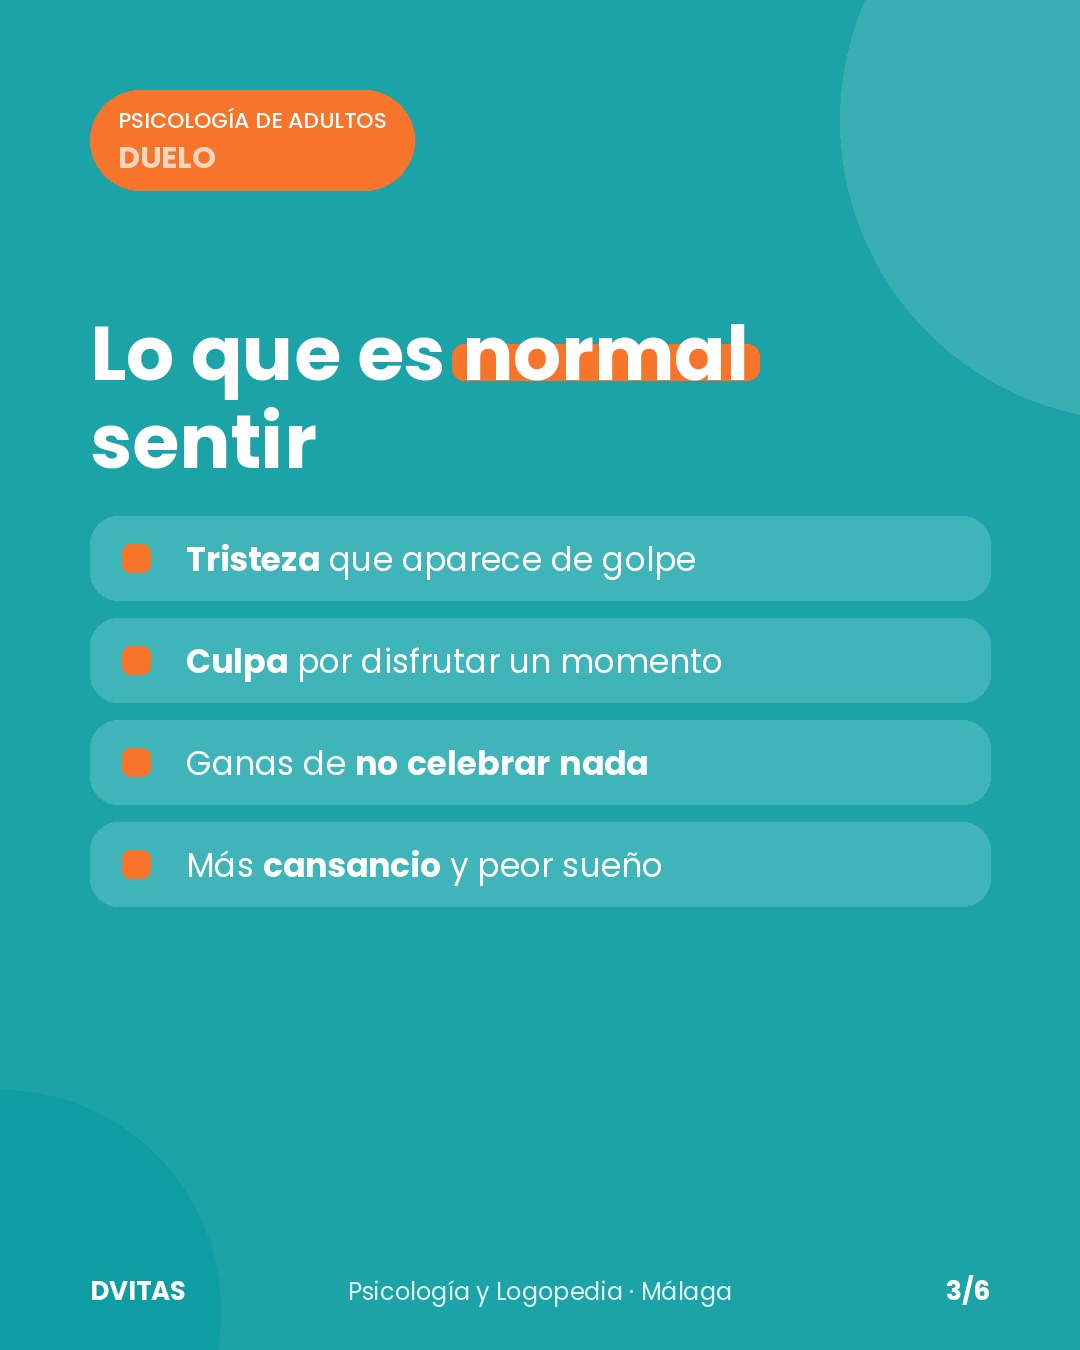 PSICOLOGÍA DE ADULTOS
DUELO
Lo que es normal
sentir
Tristeza que aparece de golpe
Culpa por disfrutar un momento
Ganas de no celebrar nada
Más cansancio y peor sueño
DVITAS
Psicología y Logopedia · Málaga
3/6